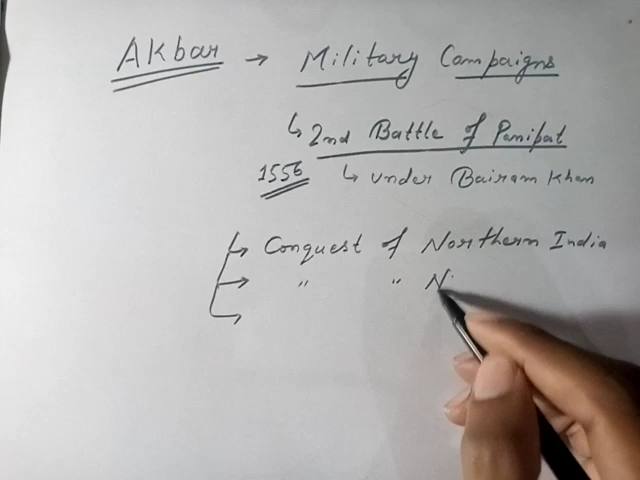 Akbar → Military Campaigns
↳ 2nd Battle of Panipat
1556 ↳ under Bairam Khan
→ Conquest of Northern India
→ " " N
→